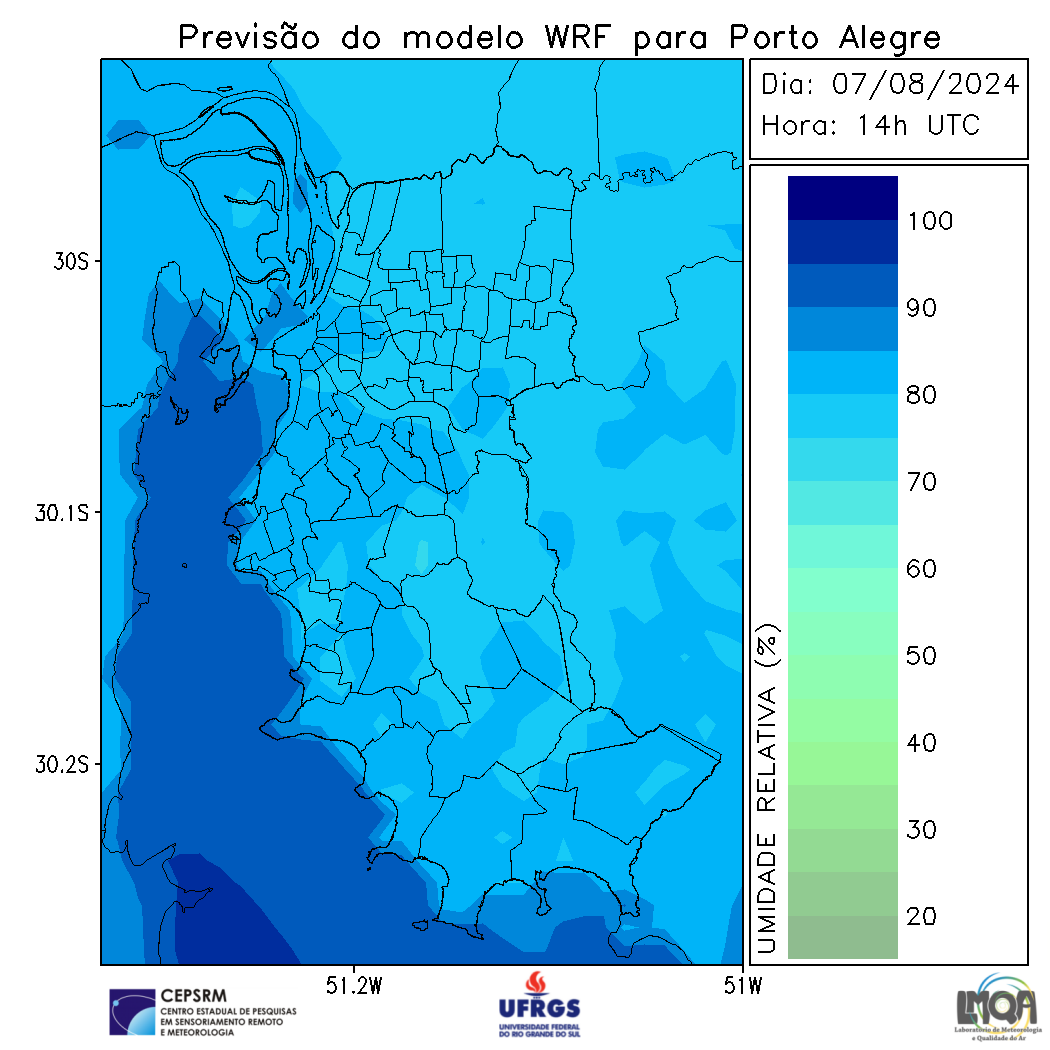 Previsão do modelo WRF para Porto Alegre
Dia: 07/08/2024
Hora: 14h UTC
30S
30.1S
30.2S
51.2W
51W
100
90
80
70
60
50
40
30
20
UMIDADE RELATIVA (%)
CEPSRM
CENTRO ESTADUAL DE PESQUISAS
EM SENSORIAMENTO REMOTO
E METEOROLOGIA
UFRGS
UNIVERSIDADE FEDERAL
DO RIO GRANDE DO SUL
LMQA
Laboratório de Meteorologia
e Qualidade do Ar